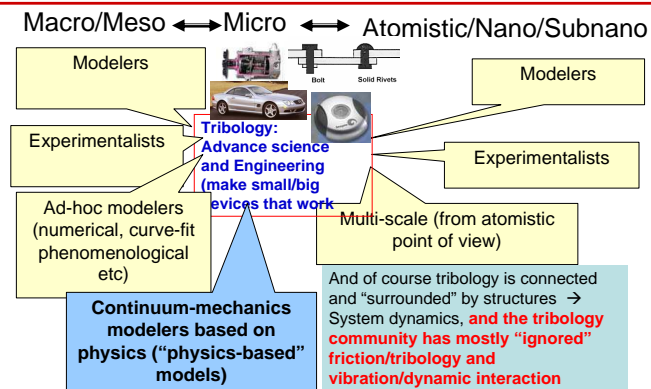 Macro/Meso Micro Atomistic/Nano/Subnano
Bolt
Solid Rivets
Modelers
Modelers
Experimentalists
Tribology:
Advance science
and Engineering
(make small/big
devices that work
Experimentalists
Ad-hoc modelers
(numerical, curve-fit
phenomenological
etc)
Multi-scale (from atomistic
point of view)
Continuum-mechanics
modelers based on
physics ("physics-based"
models)
And of course tribology is connected
and "surrounded" by structures →
System dynamics, and the tribology
community has mostly "ignored"
friction/tribology and
vibration/dynamic interaction